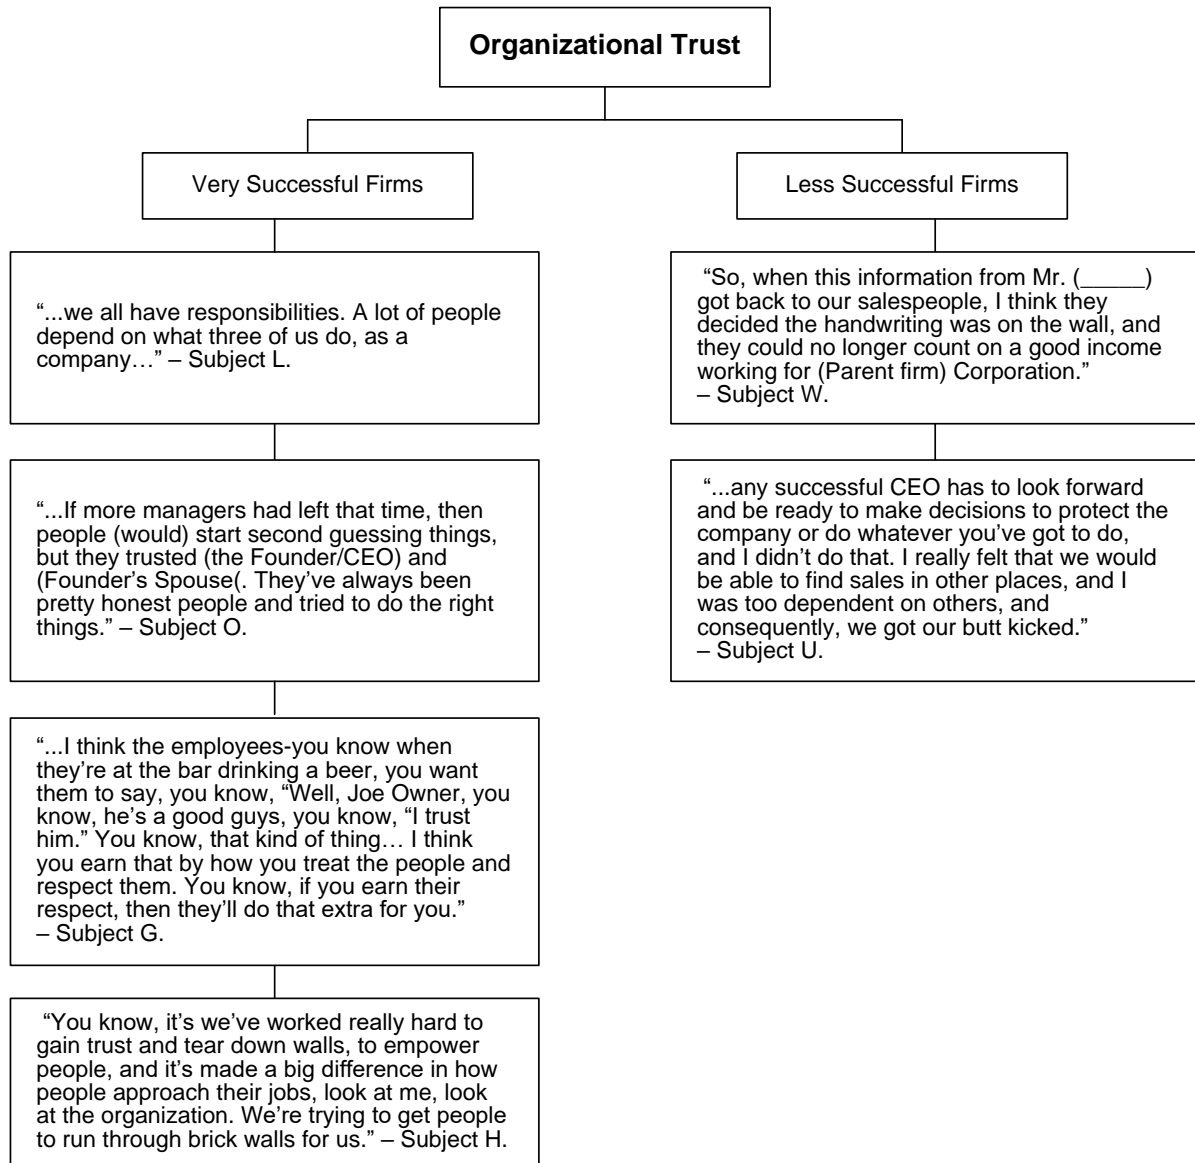 Organizational Trust
Very Successful Firms
Less Successful Firms
“...we all have responsibilities. A lot of people
depend on what three of us do, as a
company…” – Subject L.
“...If more managers had left that time, then
people (would) start second guessing things,
but they trusted (the Founder/CEO) and
(Founder’s Spouse(. They’ve always been
pretty honest people and tried to do the right
things.” – Subject O.
“...I think the employees-you know when
they’re at the bar drinking a beer, you want
them to say, you know, “Well, Joe Owner, you
know, he’s a good guys, you know, “I trust
him.” You know, that kind of thing… I think
you earn that by how you treat the people and
respect them. You know, if you earn their
respect, then they’ll do that extra for you.”
– Subject G.
“You know, it’s we’ve worked really hard to
gain trust and tear down walls, to empower
people, and it’s made a big difference in how
people approach their jobs, look at me, look
at the organization. We’re trying to get people
to run through brick walls for us.” – Subject H.
“So, when this information from Mr. (_____)
got back to our salespeople, I think they
decided the handwriting was on the wall, and
they could no longer count on a good income
working for (Parent firm) Corporation.”
– Subject W.
“...any successful CEO has to look forward
and be ready to make decisions to protect the
company or do whatever you’ve got to do,
and I didn’t do that. I really felt that we would
be able to find sales in other places, and I
was too dependent on others, and
consequently, we got our butt kicked.”
– Subject U.